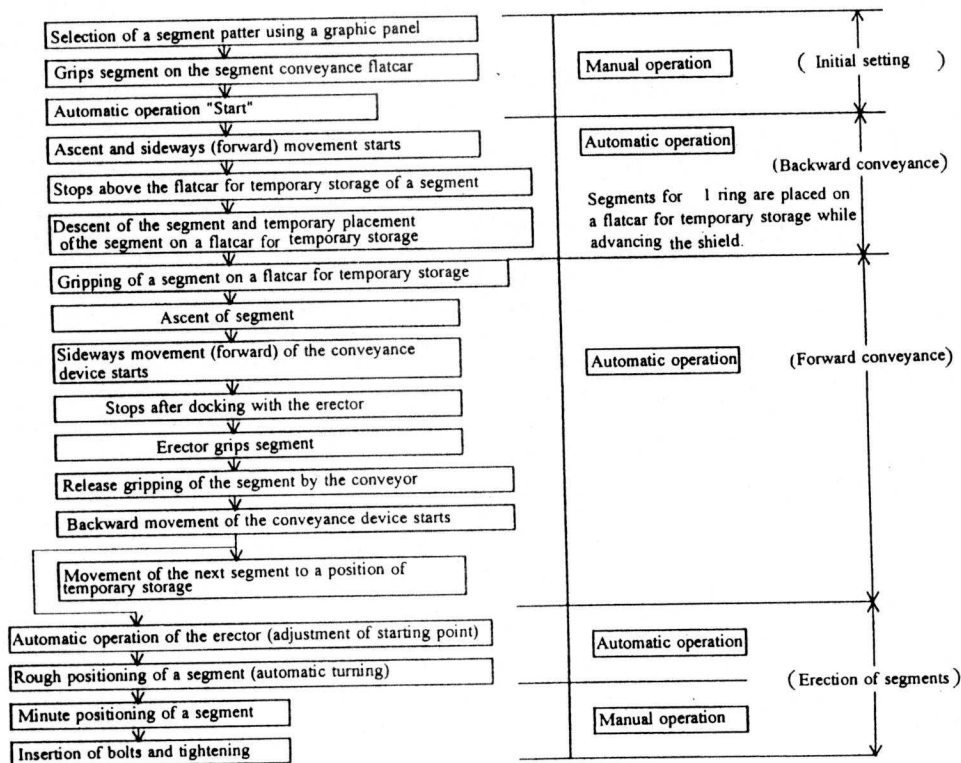 Selection of a segment patter using a graphic panel
Grips segment on the segment conveyance flatcar
Manual operation
( Initial setting )
Automatic operation "Start"
Ascent and sideways (forward) movement starts
Automatic operation
(Backward conveyance)
Stops above the flatcar for temporary storage of a segment
Segments for 1 ring are placed on
a flatcar for temporary storage while
advancing the shield.
Descent of the segment and temporary placement
ofthe segment on a flatcar for temporary storage
Gripping of a segment on a flatcar for temporary storage
Ascent of segment
Sideways movement (forward) of the conveyance
device starts
Automatic operation
(Forward conveyance)
Stops after docking with the erector
Erector grips segment
Release gripping of the segment by the conveyor
Backward movement of the conveyance device starts
Movement of the next segment to a position of
temporary storage
Automatic operation of the erector (adjustment of starting point)
Automatic operation
Rough positioning of a segment (automatic turning)
(Erection of segments)
Minute positioning of a segment
Manual operation
Insertion of bolts and tightening